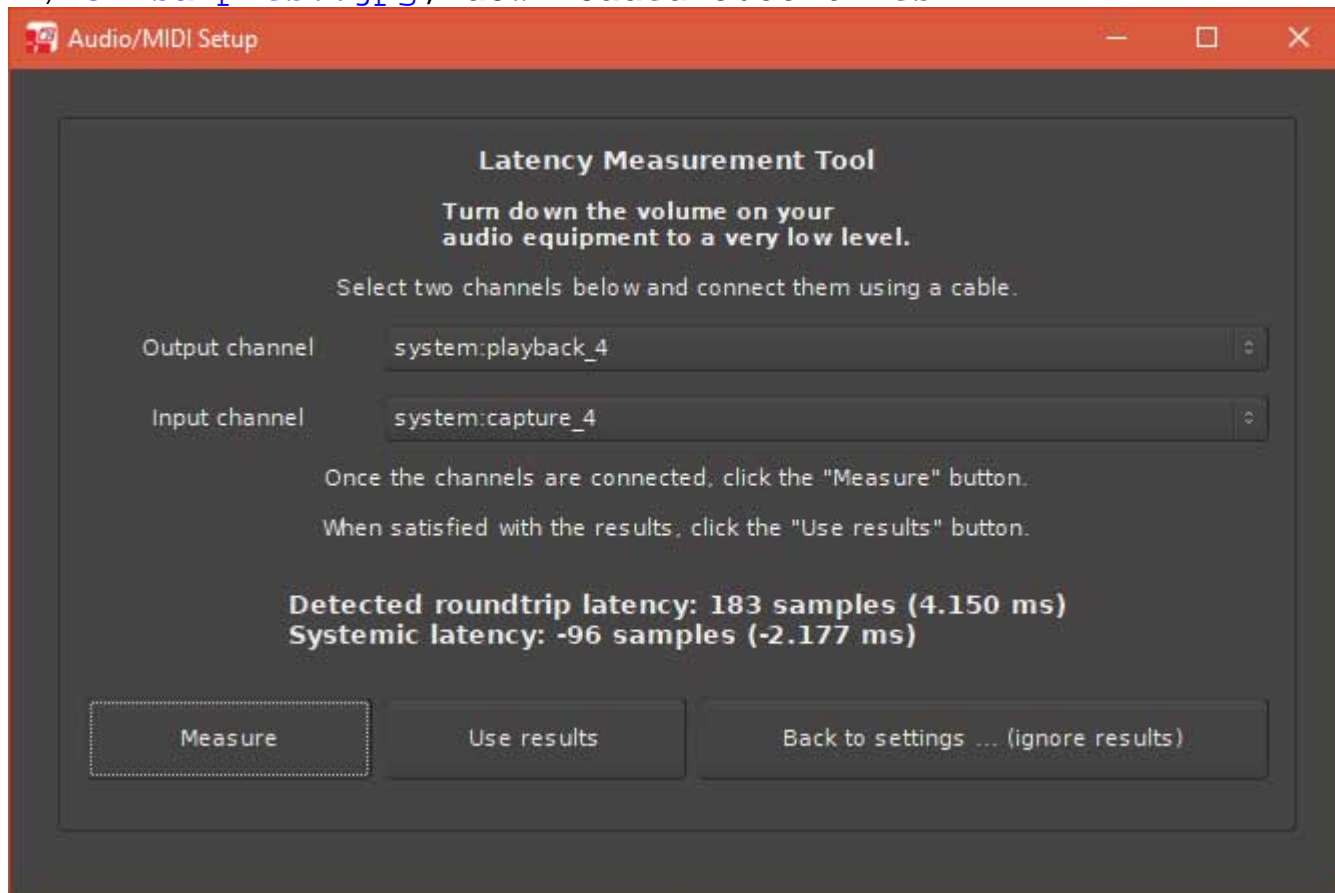 Audio/MIDI Setup
Latency Measurement Tool
Turn down the volume on your
audio equipment to a very low level.
Select two channels below and connect them using a cable.
Output channel system:playback_4
Input channel system:capture_4
Once the channels are connected, click the "Measure" button.
When satisfied with the results, click the "Use results" button.
Detected roundtrip latency: 183 samples (4.150 ms)
Systemic latency: -96 samples (-2.177 ms)
Measure Use results Back to settings ... (ignore results)